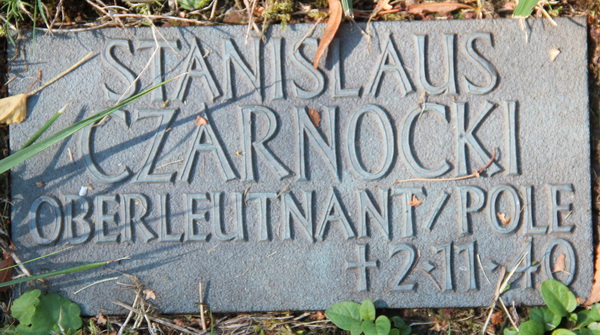 STANISLAUS
CZARNOCKI
OBERLEUTNANT/POLE
+2·11·40